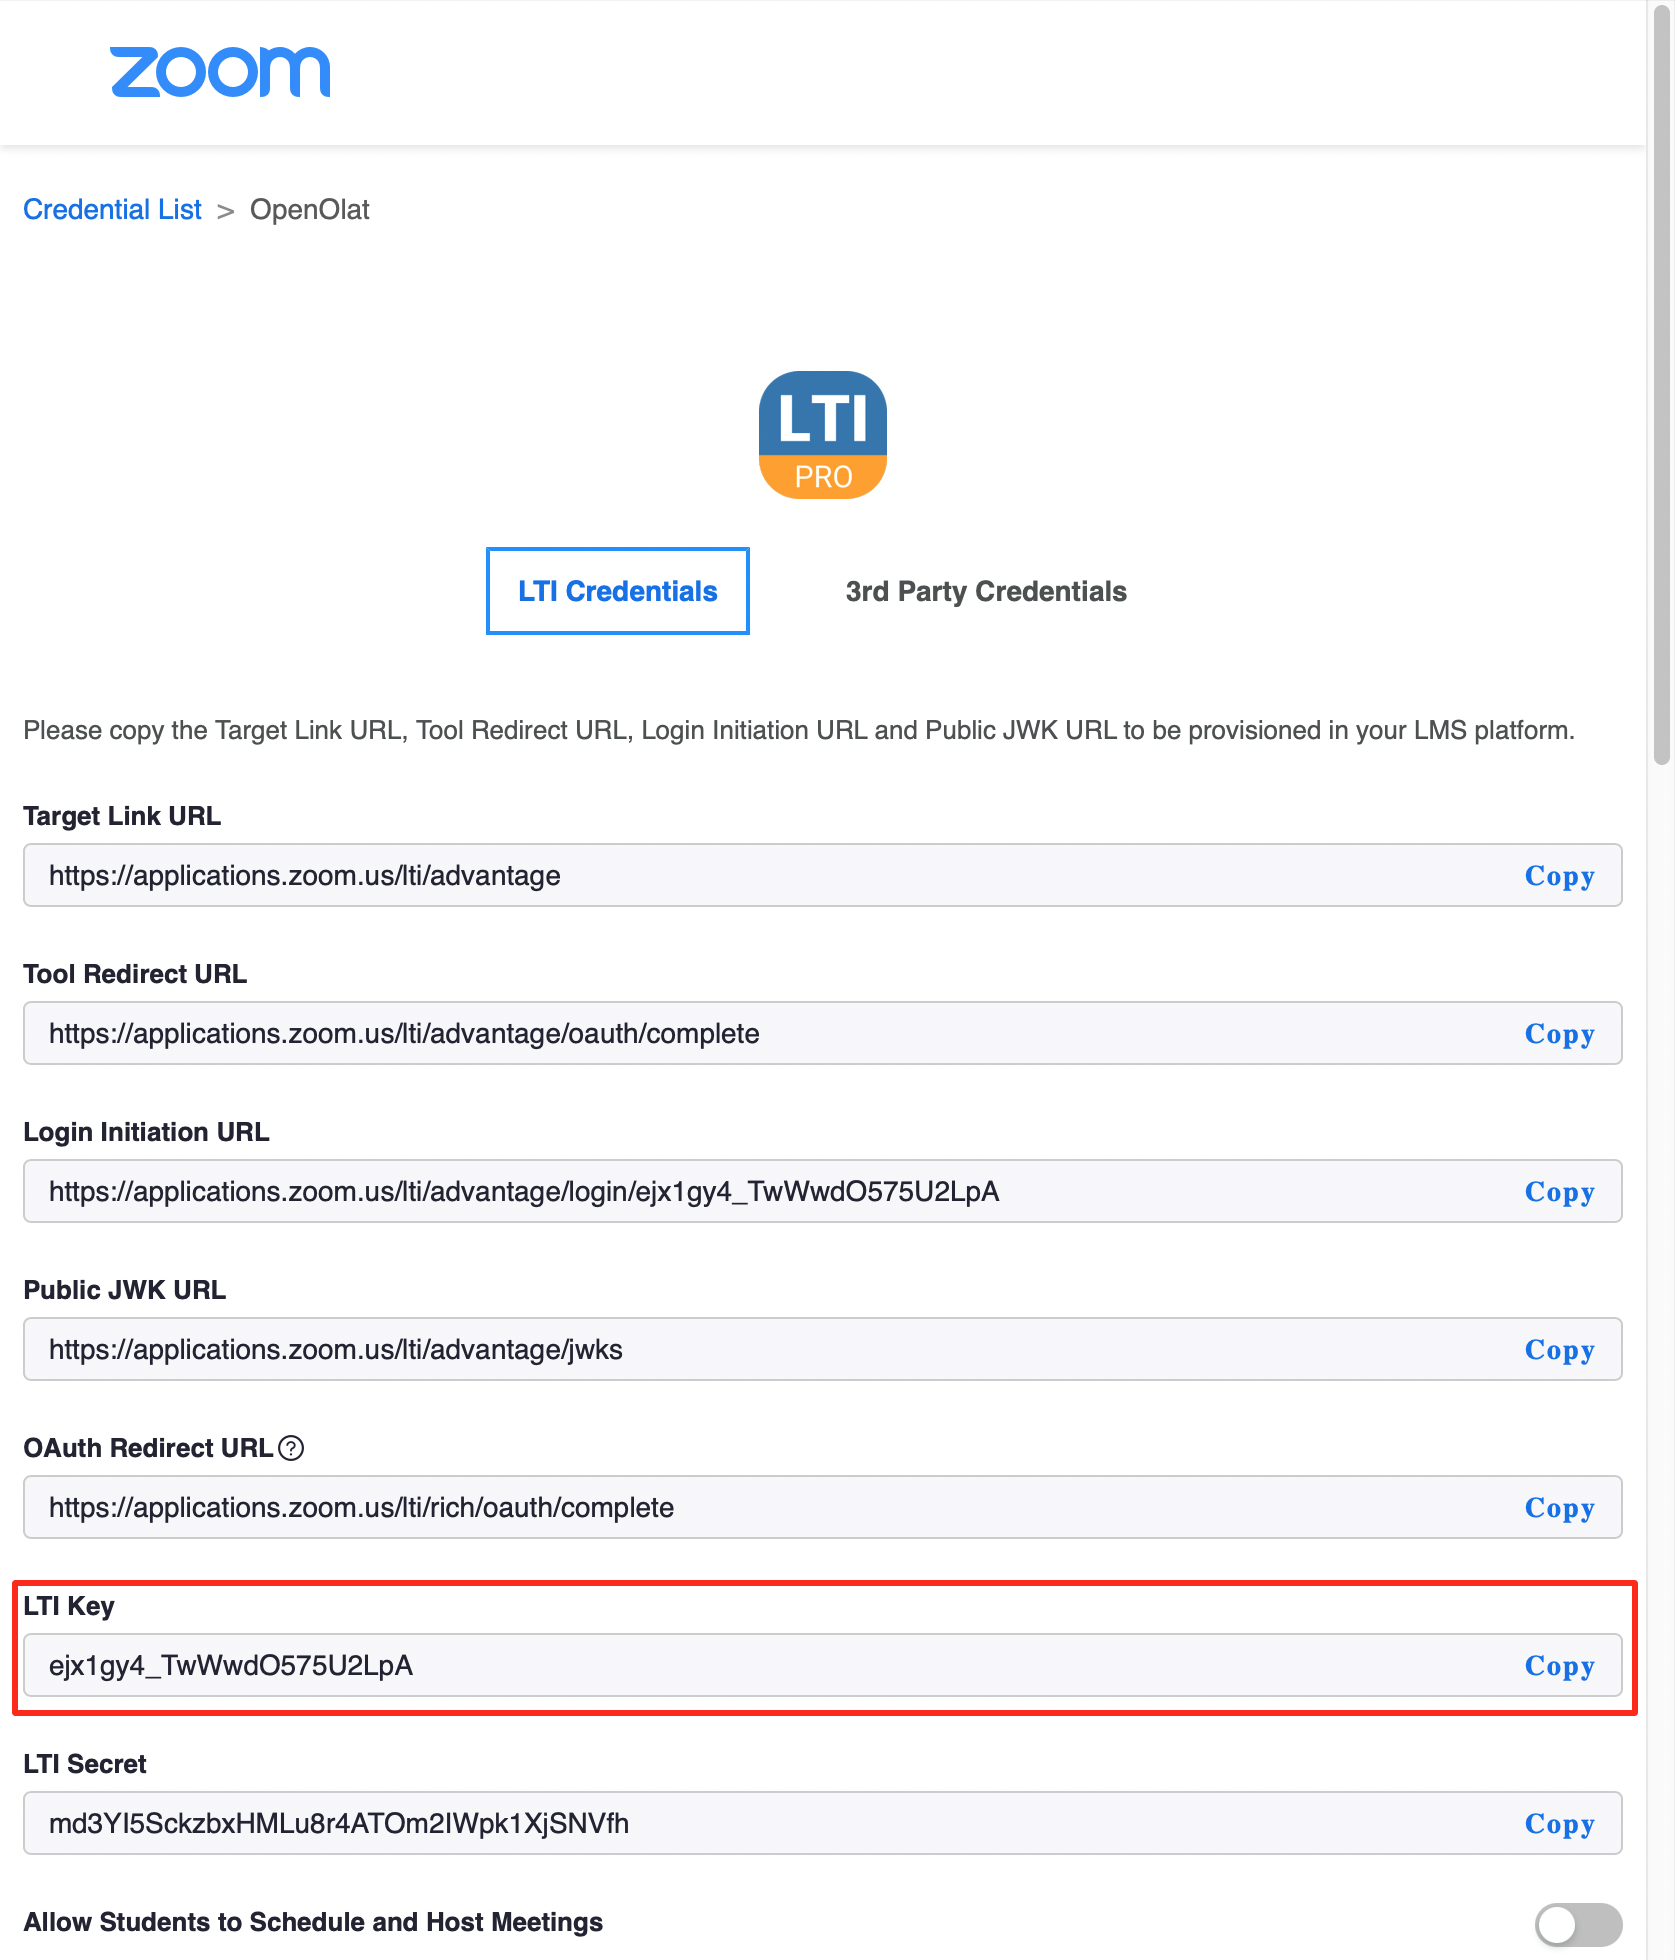 zoom
Credential List > OpenOlat
LTI
PRO
LTI Credentials
3rd Party Credentials
Please copy the Target Link URL, Tool Redirect URL, Login Initiation URL and Public JWK URL to be provisioned in your LMS platform.
Target Link URL
https://applications.zoom.us/lti/advantage Copy
Tool Redirect URL
https://applications.zoom.us/lti/advantage/oauth/complete Copy
Login Initiation URL
https://applications.zoom.us/lti/advantage/login/ejx1gy4_TwWwdO575U2LpA Copy
Public JWK URL
https://applications.zoom.us/lti/advantage/jwks Copy
OAuth Redirect URL ?
https://applications.zoom.us/lti/rich/oauth/complete Copy
LTI Key
ejx1gy4_TwWwdO575U2LpA Copy
LTI Secret
md3YI5SckzbxHMLu8r4ATOm2IWpk1XjSNVfh Copy
Allow Students to Schedule and Host Meetings